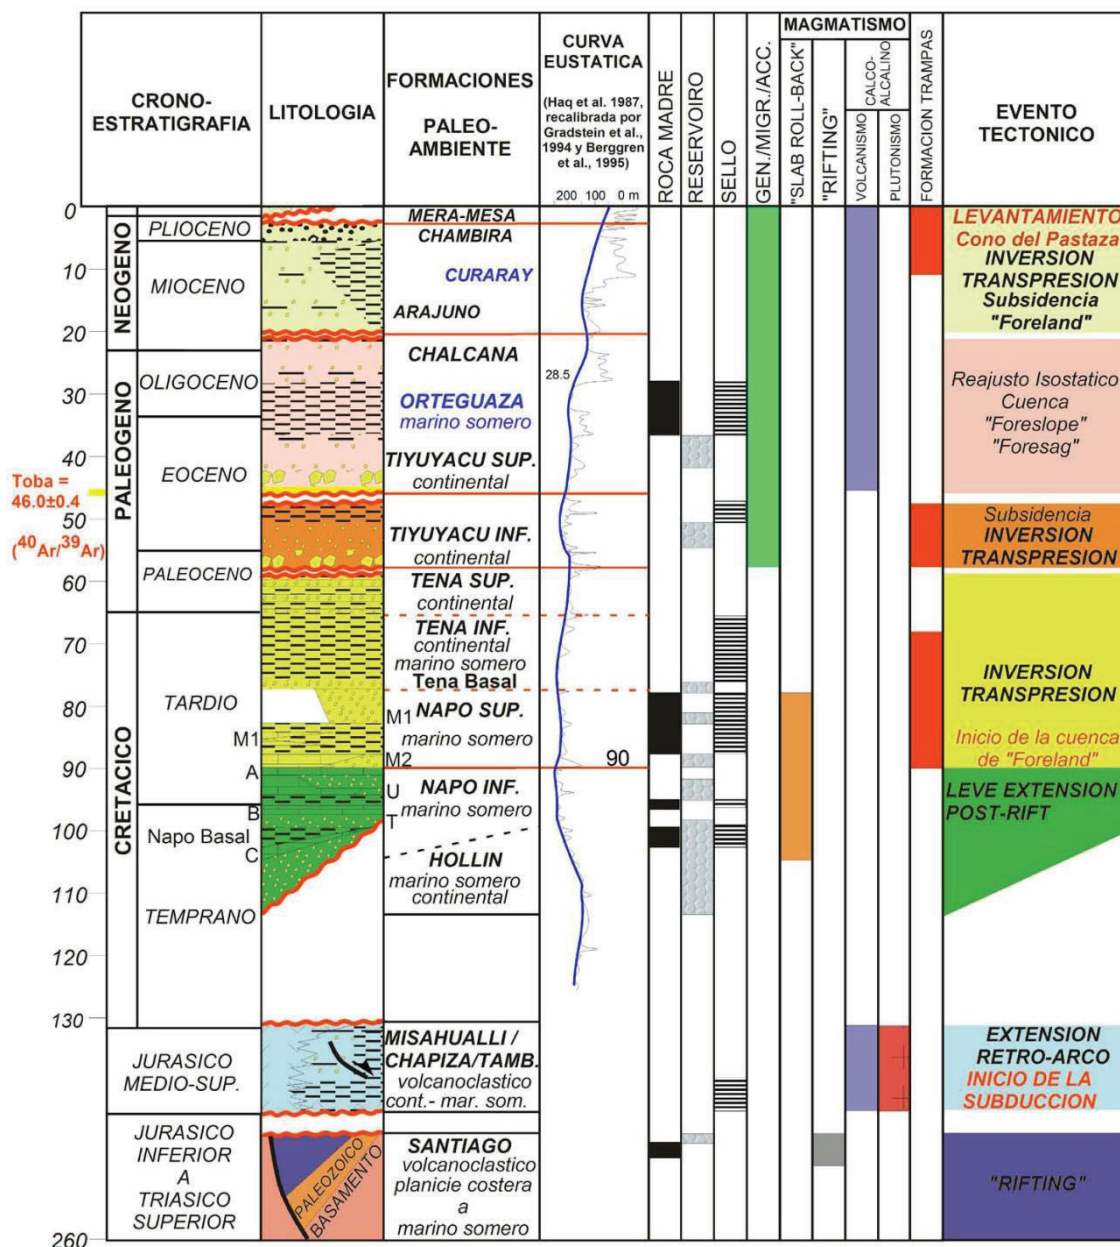 CRONO-
ESTRATIGRAFIA
LITOLOGIA
FORMACIONES
PALEO-
AMBIENTE
CURVA
EUSTATICA
(Haq et al. 1987,
recalibrada por
Gradstein et al.,
1994 y Berggren
et al., 1995)
200 100 0 m
ROCA MADRE
RESERVOIRO
SELLO
GEN./MIGR./ACC.
MAGMATISMO
"SLAB ROLL-BACK"
"RIFTING"
CALCO-
ALCALINO
VOLCANISMO
PLUTONISMO
FORMACION TRAMPAS
EVENTO
TECTONICO
0
10
20
30
40
50
60
70
80
90
100
110
120
130
260
Toba =
46.0±0.4
(40Ar/39Ar)
NEOGENO
PALEOGENO
CRETACICO
PLIOCENO
MIOCENO
OLIGOCENO
EOCENO
PALEOCENO
TARDIO
M1
A
B
Napo Basal
C
TEMPRANO
JURASICO
MEDIO-SUP.
JURASICO
INFERIOR
A
TRIASICO
SUPERIOR
PALEOZOICO
BASAMENTO
MERA-MESA
CHAMBIRA
CURARAY
ARAJUNO
CHALCANA
ORTEGUAZA
marino somero
TIYUYACU SUP.
continental
TIYUYACU INF.
continental
TENA SUP.
continental
TENA INF.
continental
marino somero
Tena Basal
M1 NAPO SUP.
marino somero
M2
U NAPO INF.
marino somero
T
HOLLIN
marino somero
continental
MISAHUALLI /
CHAPIZA/TAMB.
volcanoclastico
cont.- mar. som.
SANTIAGO
volcanoclastico
planicie costera
a
marino somero
28.5
90
LEVANTAMIENTO
Cono del Pastaza
INVERSION
TRANSPRESION
Subsidencia
"Foreland"
Reajusto Isostatico
Cuenca
"Foreslope"
"Foresag"
Subsidencia
INVERSION
TRANSPRESION
INVERSION
TRANSPRESION
Inicio de la cuenca
de "Foreland"
LEVE EXTENSION
POST-RIFT
EXTENSION
RETRO-ARCO
INICIO DE LA
SUBDUCCION
"RIFTING"